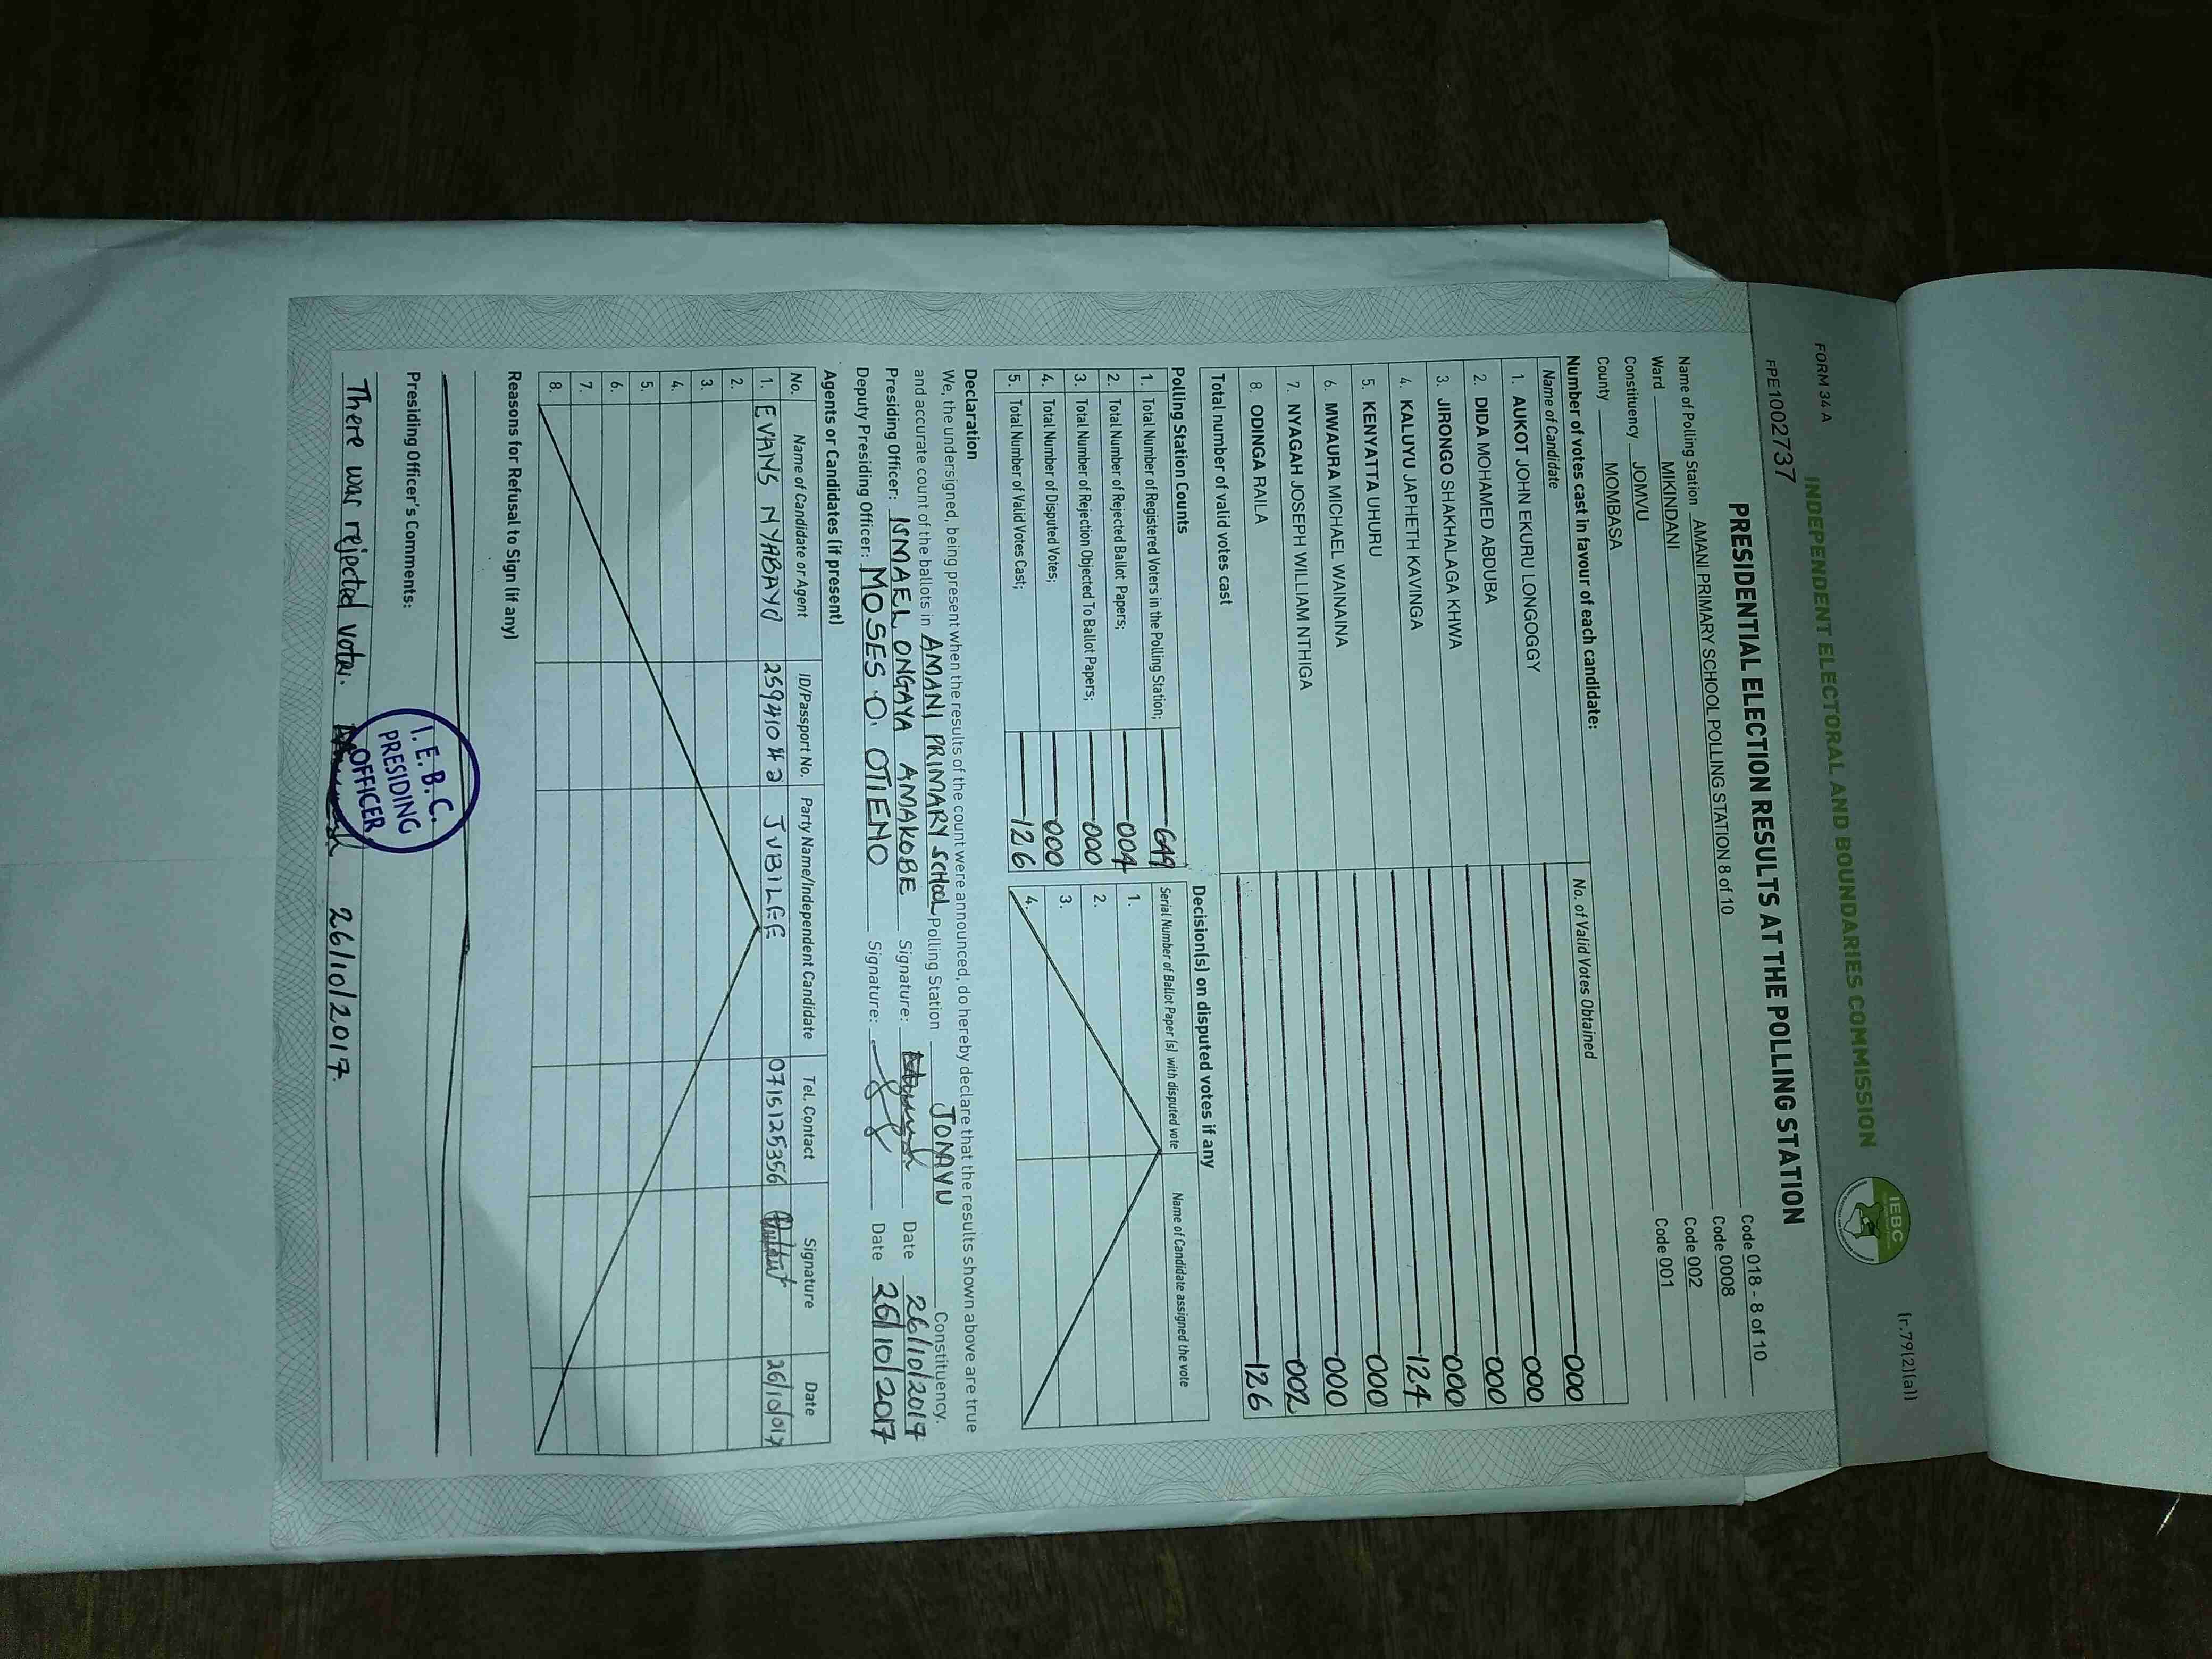 FORM 34 A
(r.79(2)(a))
INDEPENDENT ELECTORAL AND BOUNDARIES COMMISSION
IEBC
FPE1002737
PRESIDENTIAL ELECTION RESULTS AT THE POLLING STATION
Name of Polling Station AMANI PRIMARY SCHOOL POLLING STATION 8 of 10 Code 018 - 8 of 10
Ward MIKINDANI Code 0008
Constituency JOMVU Code 002
County MOMBASA Code 001
Number of votes cast in favour of each candidate:
Name of Candidate No. of Valid Votes Obtained
1. AUKOT JOHN EKURU LONGOGGY 000
2. DIDA MOHAMED ABDUBA 000
3. JIRONGO SHAKHALAGA KHWA 000
4. KALUYU JAPHETH KAVINGA 000
5. KENYATTA UHURU 124
6. MWAURA MICHAEL WAINAINA 000
7. NYAGAH JOSEPH WILLIAM NTHIGA 000
8. ODINGA RAILA 002
Total number of valid votes cast 126
Polling Station Counts
1. Total Number of Registered Voters in the Polling Station; 649
2. Total Number of Rejected Ballot Papers; 004
3. Total Number of Rejection Objected To Ballot Papers; 000
4. Total Number of Disputed Votes; 000
5. Total Number of Valid Votes Cast; 126
Decision(s) on disputed votes if any
Serial Number of Ballot Paper (s) with disputed vote Name of Candidate assigned the vote
1.
2.
3.
4.
Declaration
We, the undersigned, being present when the results of the count were announced, do hereby declare that the results shown above are true
and accurate count of the ballots in AMANI PRIMARY SCHOOL Polling Station JOMVU Constituency.
Presiding Officer: ISMAEL ONGAYA AMAKOBE Signature: Date 26/10/2017
Deputy Presiding Officer: MOSES O. OTIENO Signature: Date 26/10/2017
Agents or Candidates (if present)
No. Name of Candidate or Agent ID/Passport No. Party Name/Independent Candidate Tel. Contact Signature Date
1. EVANS NYABAYO 25941042 JUBILEE 0715125356 26/10/017
2.
3.
4.
5.
6.
7.
8.
Reasons for Refusal to Sign (if any)
Presiding Officer's Comments:
There was rejected votes. 26/10/2017.
I. E. B. C.
PRESIDING
OFFICER